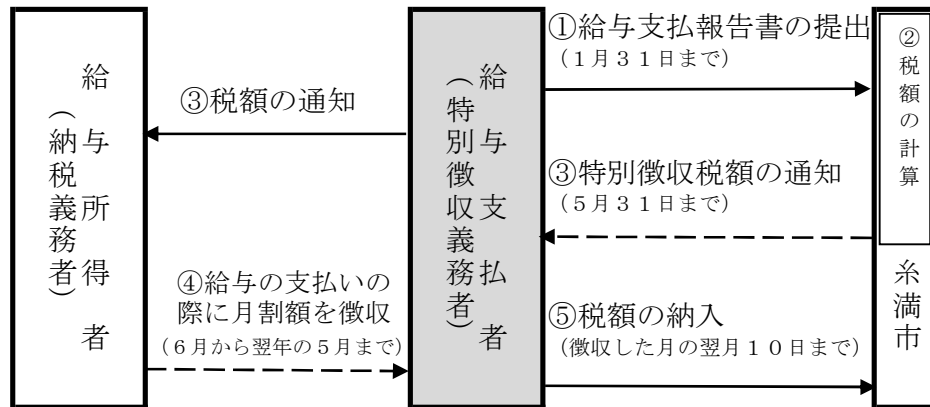 給与所得者
（納税義務者）
③税額の通知
④給与の支払いの
際に月割額を徴収
（６月から翌年の５月まで）
給与支払者
（特別徴収義務者）
①給与支払報告書の提出
（１月３１日まで）
③特別徴収税額の通知
（５月３１日まで）
⑤税額の納入
（徴収した月の翌月１０日まで）
②税額の計算
糸満市